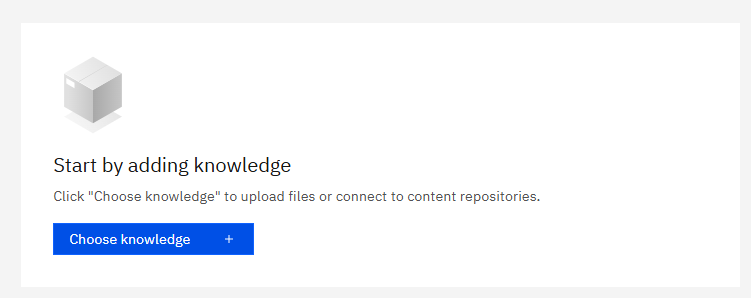 Start by adding knowledge
Click "Choose knowledge" to upload files or connect to content repositories.
Choose knowledge +